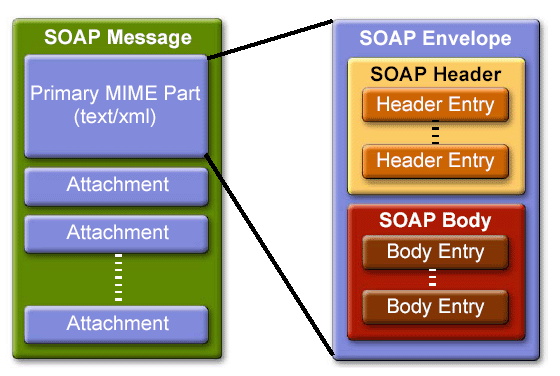 SOAP Message
Primary MIME Part
(text/xml)
Attachment
Attachment
Attachment
SOAP Envelope
SOAP Header
Header Entry
Header Entry
SOAP Body
Body Entry
Body Entry